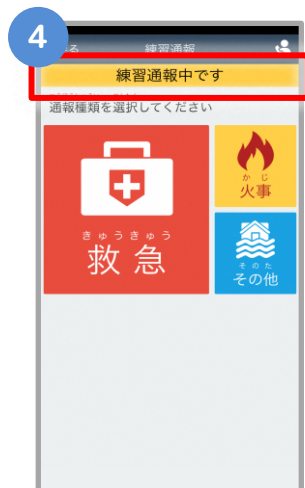 4
練習通報
練習通報中です
通報種類を選択してください
きゅうきゅう
救急
かじ
火事
そのた
その他